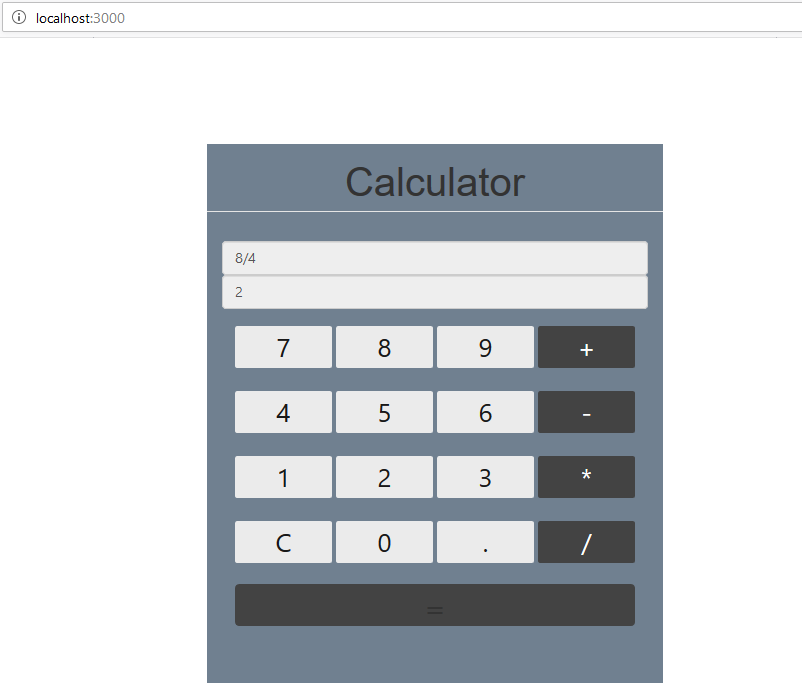 localhost:3000
Calculator
8/4
2
7 8 9 +
4 5 6 -
1 2 3 *
C 0 . /
=